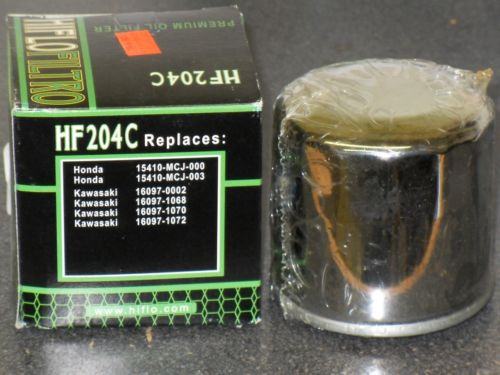 PREMIUM OIL FILTER
HF204C
HIFLOFILTRO
HF204C Replaces:
Honda 15410-MCJ-000
Honda 15410-MCJ-003
Kawasaki 16097-0002
Kawasaki 16097-1068
Kawasaki 16097-1070
Kawasaki 16097-1072
www.hiflo.com